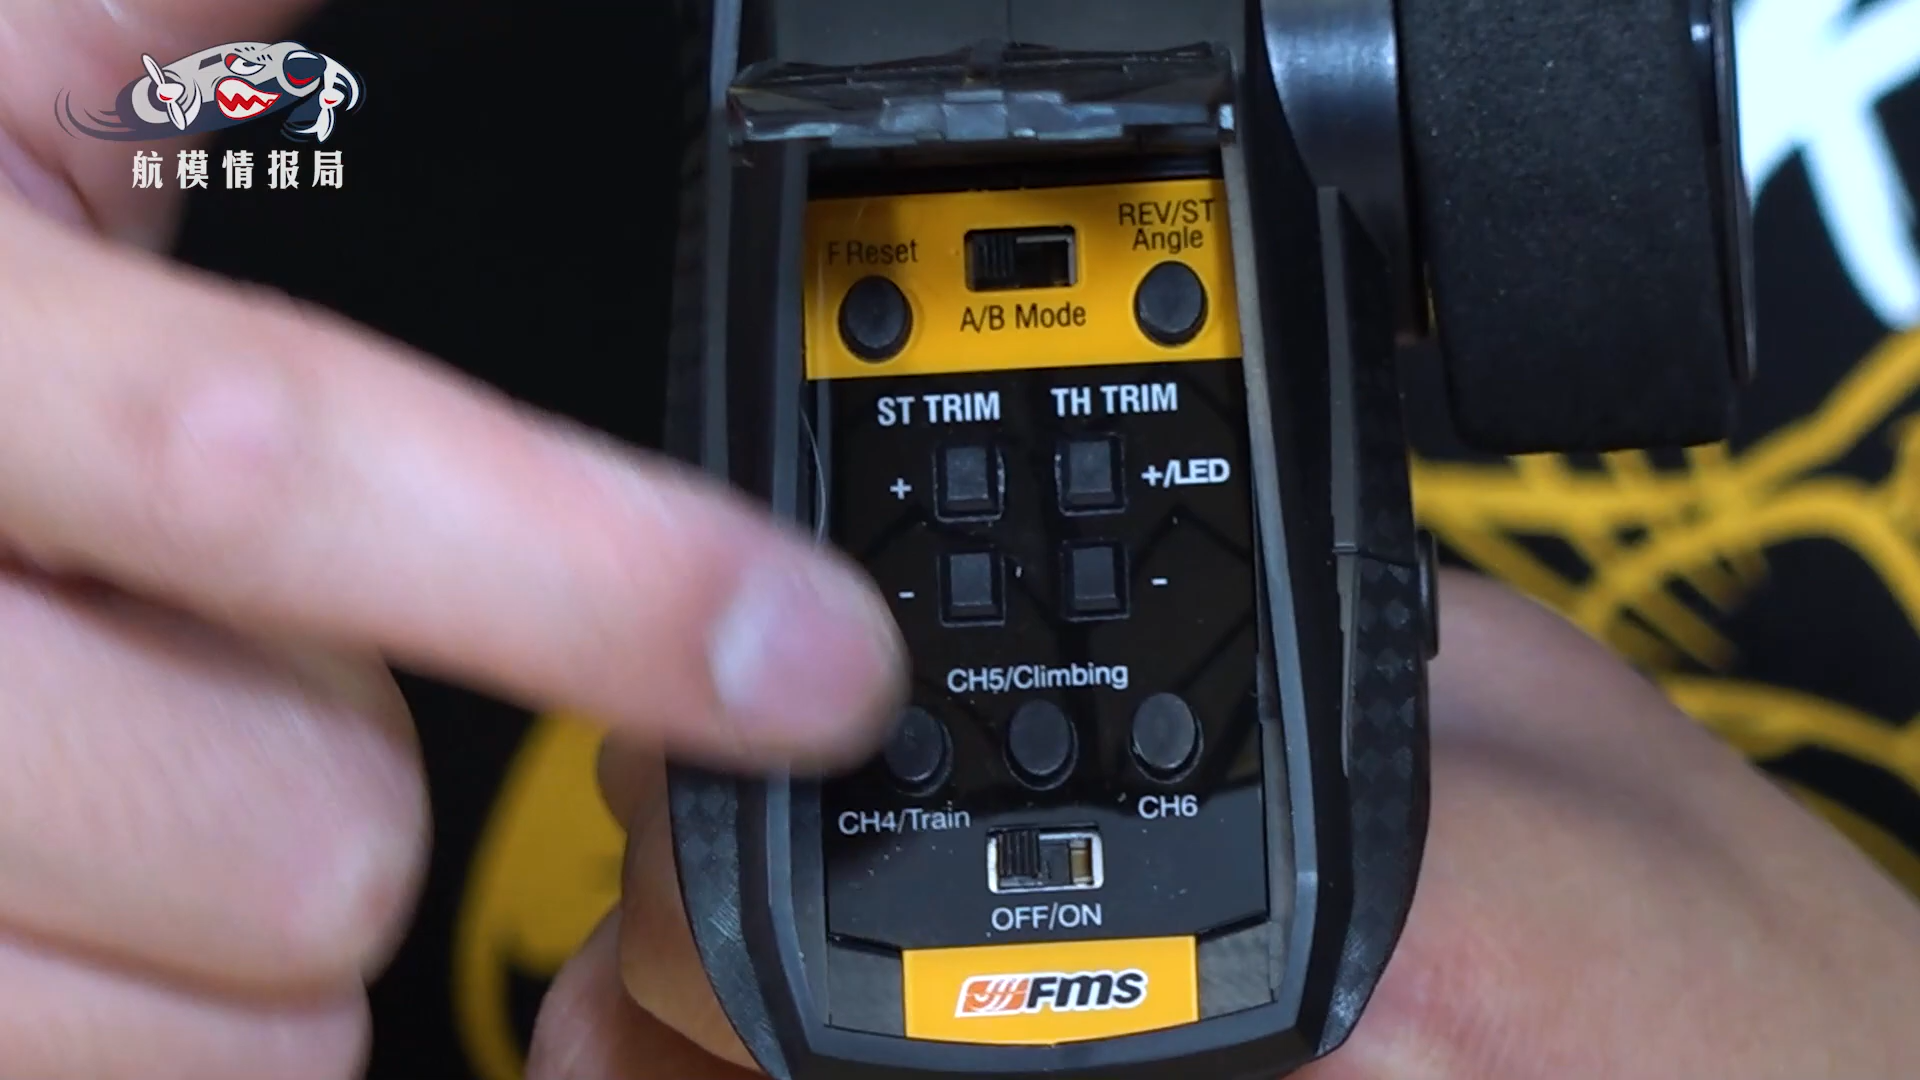 航模情报局
REV/ST
Angle
F Reset
A/B Mode
ST TRIM
TH TRIM
+
+/LED
-
-
CH5/Climbing
CH4/Train
CH6
OFF/ON
FMS